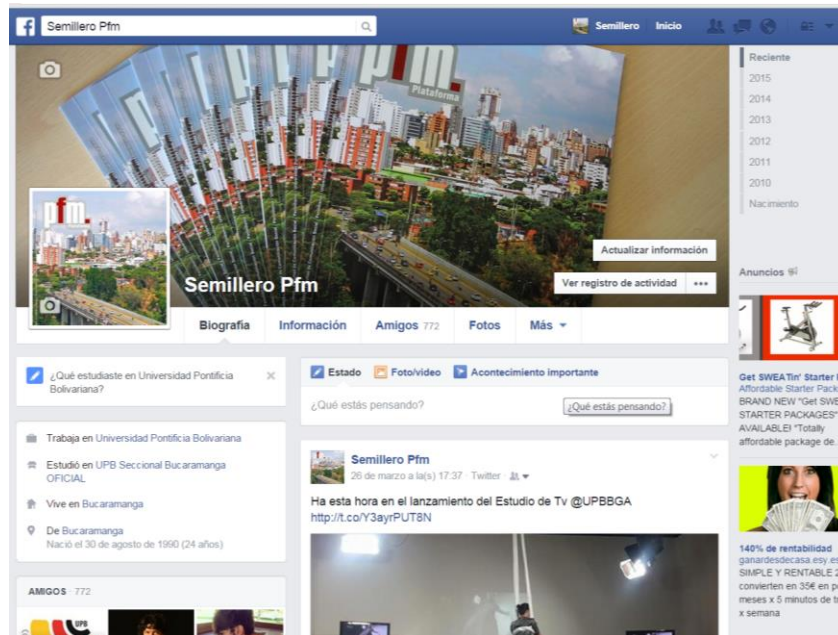 Semillero Pfm
Semillero Inicio
pfm.
Plataforma
pfm.
Semillero Pfm
Actualizar información
Ver registro de actividad
Biografía Información Amigos 772 Fotos Más
¿Qué estudiaste en Universidad Pontificia
Bolivariana?
Trabaja en Universidad Pontificia Bolivariana
Estudió en UPB Seccional Bucaramanga
OFICIAL
Vive en Bucaramanga
De Bucaramanga
Nació el 30 de agosto de 1990 (24 años)
AMIGOS · 772
UPB
Estado Foto/video Acontecimiento importante
¿Qué estás pensando?
¿Qué estás pensando?
Semillero Pfm
26 de marzo a la(s) 17:37 · Twitter ·
Ha esta hora en el lanzamiento del Estudio de Tv @UPBBGA
http://t.co/Y3ayrPUT8N
Reciente
2015
2014
2013
2012
2011
2010
Nacimiento
Anuncios
Get SWEATin' Starter
Affordable Starter Pack
BRAND NEW "Get SWE
STARTER PACKAGES"
AVAILABLE! "Totally
affordable package de
140% de rentabilidad
ganardesdecasa.esy.es
SIMPLE Y RENTABLE 2
convierten en 35€ en p
meses x 5 minutos de t
x semana